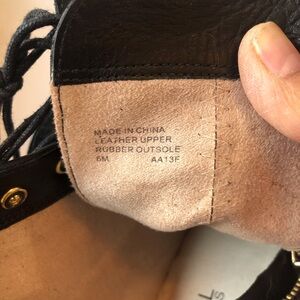 MADE IN CHINA
LEATHER UPPER
RUBBER OUTSOLE
6M AA13F